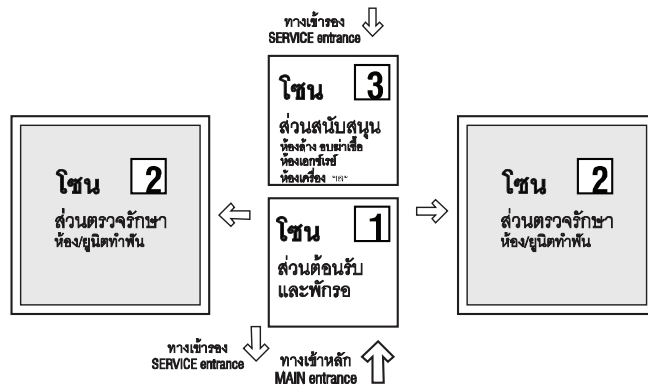 ทางเข้ารอง
SERVICE entrance
โซน 3
ส่วนสนับสนุน
ห้องล้าง อบฆ่าเชื้อ
ห้องเอกซ์เรย์
ห้องเครื่อง ฯลฯ
โซน 2
ส่วนตรวจรักษา
ห้อง/ยูนิตทำฟัน
โซน 1
ส่วนต้อนรับ
และพักรอ
โซน 2
ส่วนตรวจรักษา
ห้อง/ยูนิตทำฟัน
ทางเข้ารอง
SERVICE entrance
ทางเข้าหลัก
MAIN entrance